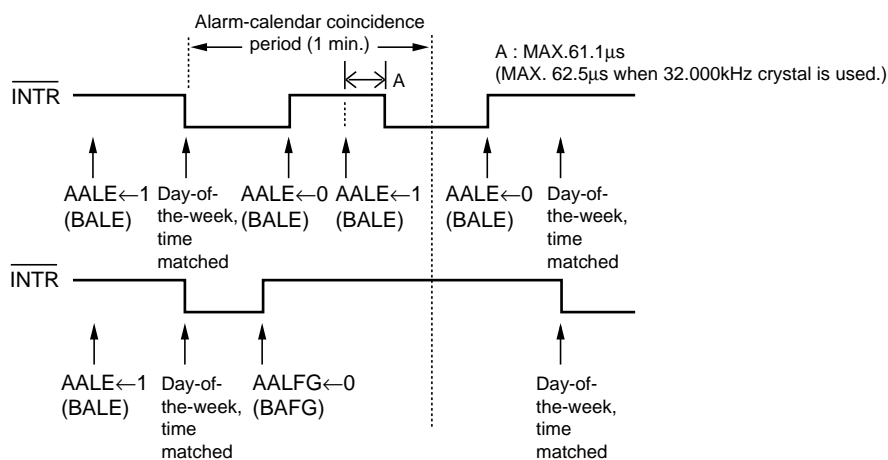 Alarm-calendar coincidence
period (1 min.)
A : MAX.61.1µs
(MAX. 62.5µs when 32.000kHz crystal is used.)
A
INTR
AALE←1
(BALE)
Day-of-
the-week,
time
matched
AALE←0
(BALE)
AALE←1
(BALE)
AALE←0
(BALE)
Day-of-
the-week,
time
matched
INTR
AALE←1
(BALE)
Day-of-
the-week,
time
matched
AALFG←0
(BAFG)
Day-of-
the-week,
time
matched